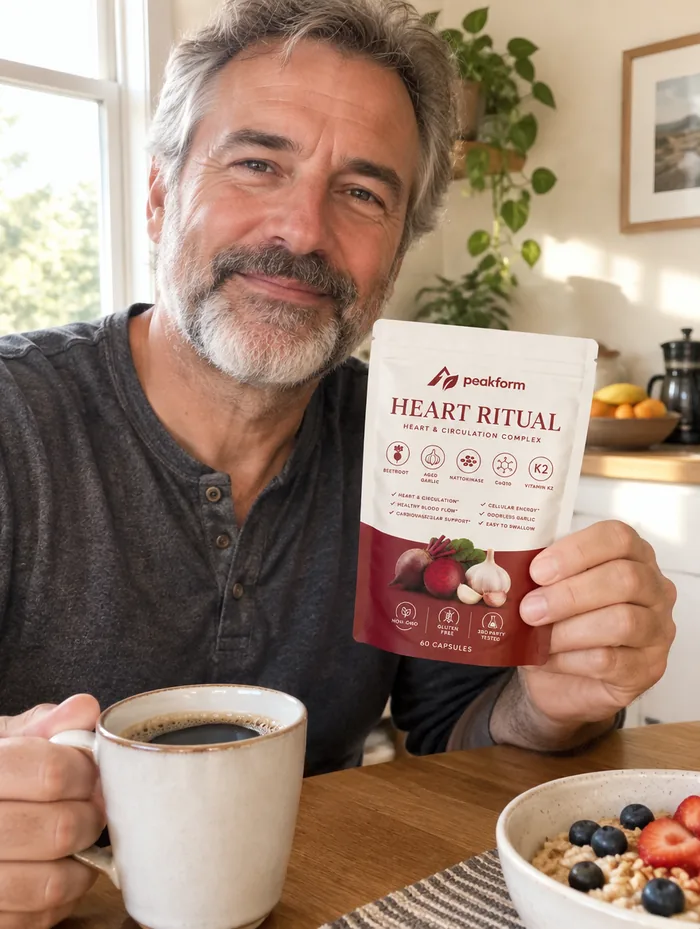 peakform
HEART RITUAL
HEART & CIRCULATION COMPLEX
BEETROOT
AGED
GARLIC
NATTOKINASE
CoQ10
K2
VITAMIN K2
✓ HEART & CIRCULATION*
✓ HEALTHY BLOOD FLOW*
✓ CARDIOVASCULAR SUPPORT*
✓ CELLULAR ENERGY*
✓ ODORLESS GARLIC
✓ EASY TO SWALLOW
NON-GMO
GLUTEN
FREE
3RD PARTY
TESTED
60 CAPSULES